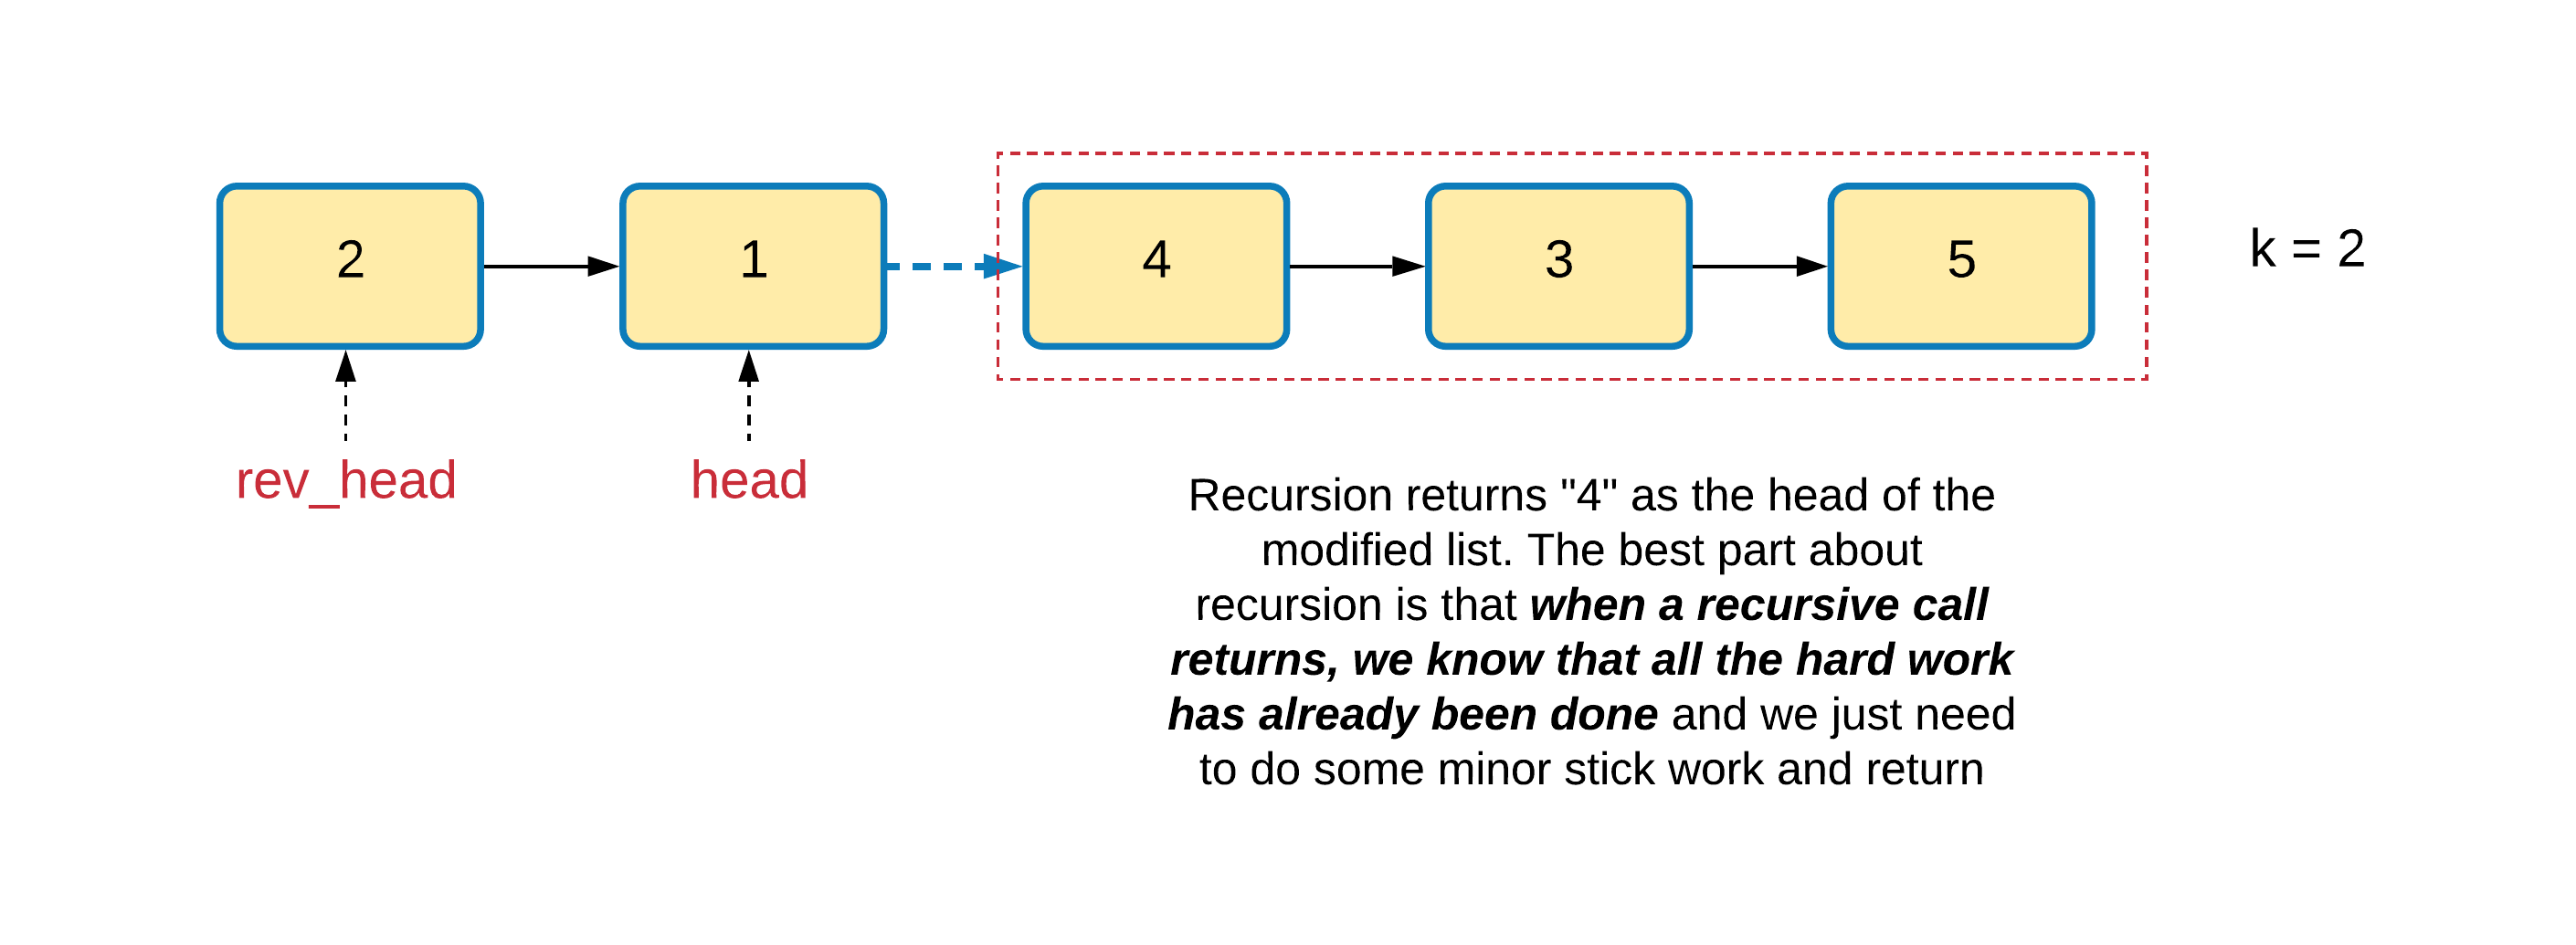 2
1
4
3
5
k = 2
rev_head
head
Recursion returns "4" as the head of the
modified list. The best part about
recursion is that when a recursive call
returns, we know that all the hard work
has already been done and we just need
to do some minor stick work and return